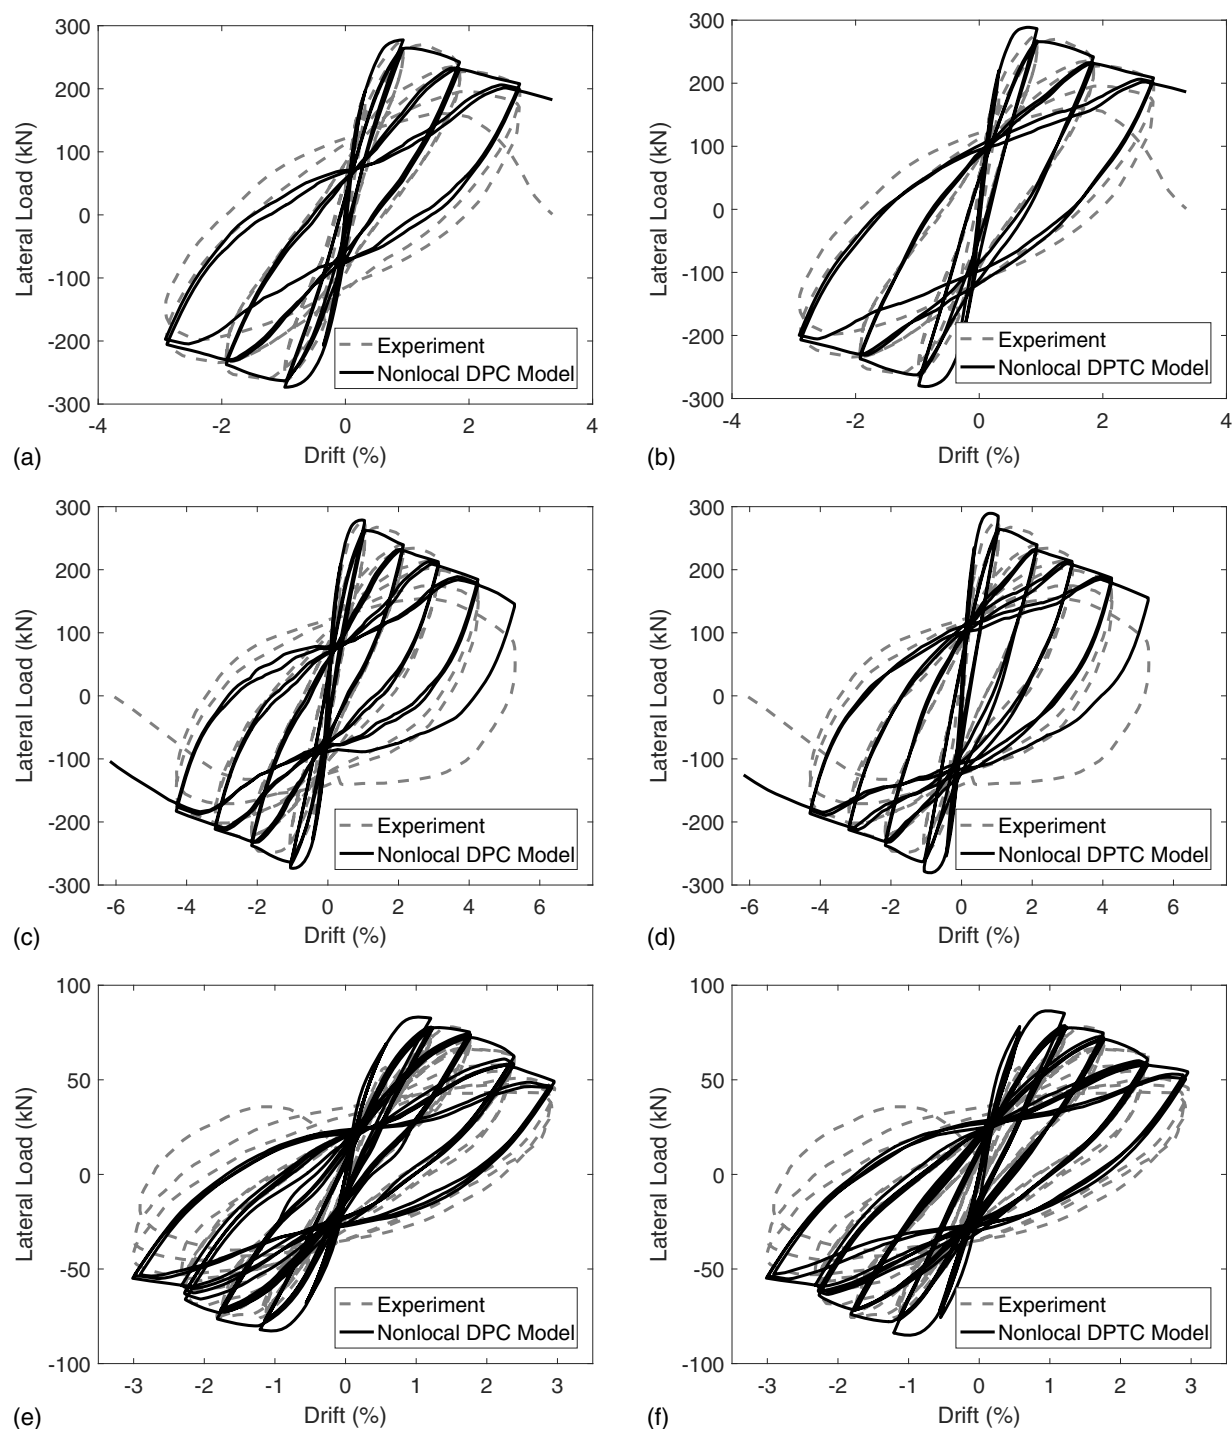 300
200
100
0
-100
-200
-300
Lateral Load (kN)
-4
-2
0
2
4
Drift (%)
Experiment
Nonlocal DPC Model
(a)
300
200
100
0
-100
-200
-300
Lateral Load (kN)
-4
-2
0
2
4
Drift (%)
Experiment
Nonlocal DPTC Model
(b)
300
200
100
0
-100
-200
-300
Lateral Load (kN)
-6
-4
-2
0
2
4
6
Drift (%)
Experiment
Nonlocal DPC Model
(c)
300
200
100
0
-100
-200
-300
Lateral Load (kN)
-6
-4
-2
0
2
4
6
Drift (%)
Experiment
Nonlocal DPTC Model
(d)
100
50
0
-50
-100
Lateral Load (kN)
-3
-2
-1
0
1
2
3
Drift (%)
Experiment
Nonlocal DPC Model
(e)
100
50
0
-50
-100
Lateral Load (kN)
-3
-2
-1
0
1
2
3
Drift (%)
Experiment
Nonlocal DPTC Model
(f)